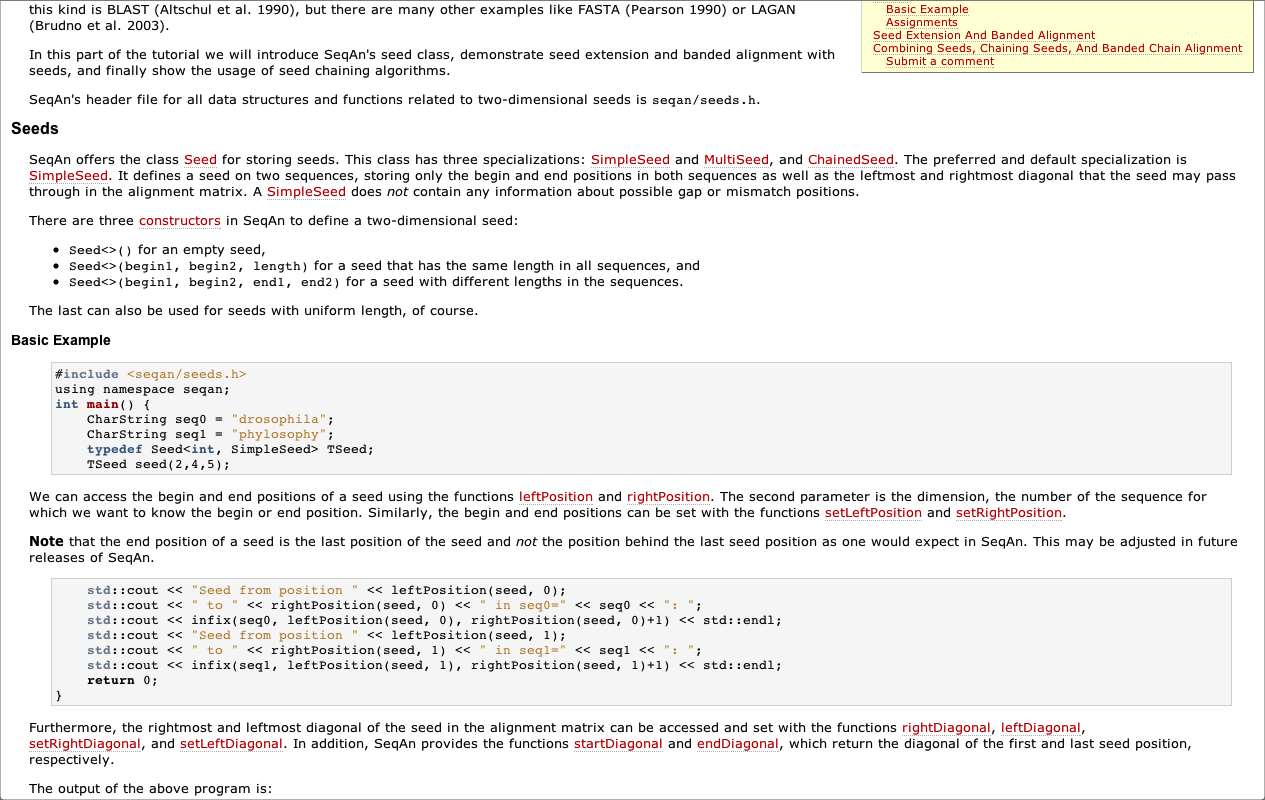 this kind is BLAST (Altschul et al. 1990), but there are many other examples like FASTA (Pearson 1990) or LAGAN
(Brudno et al. 2003).
Basic Example
Assignments
Seed Extension And Banded Alignment
Combining Seeds, Chaining Seeds, And Banded Chain Alignment
Submit a comment
In this part of the tutorial we will introduce SeqAn's seed class, demonstrate seed extension and banded alignment with
seeds, and finally show the usage of seed chaining algorithms.
SeqAn's header file for all data structures and functions related to two-dimensional seeds is seqan/seeds.h.
Seeds
SeqAn offers the class Seed for storing seeds. This class has three specializations: SimpleSeed and MultiSeed, and ChainedSeed. The preferred and default specialization is
SimpleSeed. It defines a seed on two sequences, storing only the begin and end positions in both sequences as well as the leftmost and rightmost diagonal that the seed may pass
through in the alignment matrix. A SimpleSeed does not contain any information about possible gap or mismatch positions.
There are three constructors in SeqAn to define a two-dimensional seed:
• Seed<>() for an empty seed,
• Seed<>(begin1, begin2, length) for a seed that has the same length in all sequences, and
• Seed<>(begin1, begin2, end1, end2) for a seed with different lengths in the sequences.
The last can also be used for seeds with uniform length, of course.
Basic Example
#include <seqan/seeds.h>
using namespace seqan;
int main() {
    CharString seq0 = "drosophila";
    CharString seq1 = "phylosophy";
    typedef Seed<int, SimpleSeed> TSeed;
    TSeed seed(2,4,5);
We can access the begin and end positions of a seed using the functions leftPosition and rightPosition. The second parameter is the dimension, the number of the sequence for
which we want to know the begin or end position. Similarly, the begin and end positions can be set with the functions setLeftPosition and setRightPosition.
Note that the end position of a seed is the last position of the seed and not the position behind the last seed position as one would expect in SeqAn. This may be adjusted in future
releases of SeqAn.
    std::cout << "Seed from position " << leftPosition(seed, 0);
    std::cout << " to " << rightPosition(seed, 0) << " in seq0=" << seq0 << ": ";
    std::cout << infix(seq0, leftPosition(seed, 0), rightPosition(seed, 0)+1) << std::endl;
    std::cout << "Seed from position " << leftPosition(seed, 1);
    std::cout << " to " << rightPosition(seed, 1) << " in seq1=" << seq1 << ": ";
    std::cout << infix(seq1, leftPosition(seed, 1), rightPosition(seed, 1)+1) << std::endl;
    return 0;
}
Furthermore, the rightmost and leftmost diagonal of the seed in the alignment matrix can be accessed and set with the functions rightDiagonal, leftDiagonal,
setRightDiagonal, and setLeftDiagonal. In addition, SeqAn provides the functions startDiagonal and endDiagonal, which return the diagonal of the first and last seed position,
respectively.
The output of the above program is: